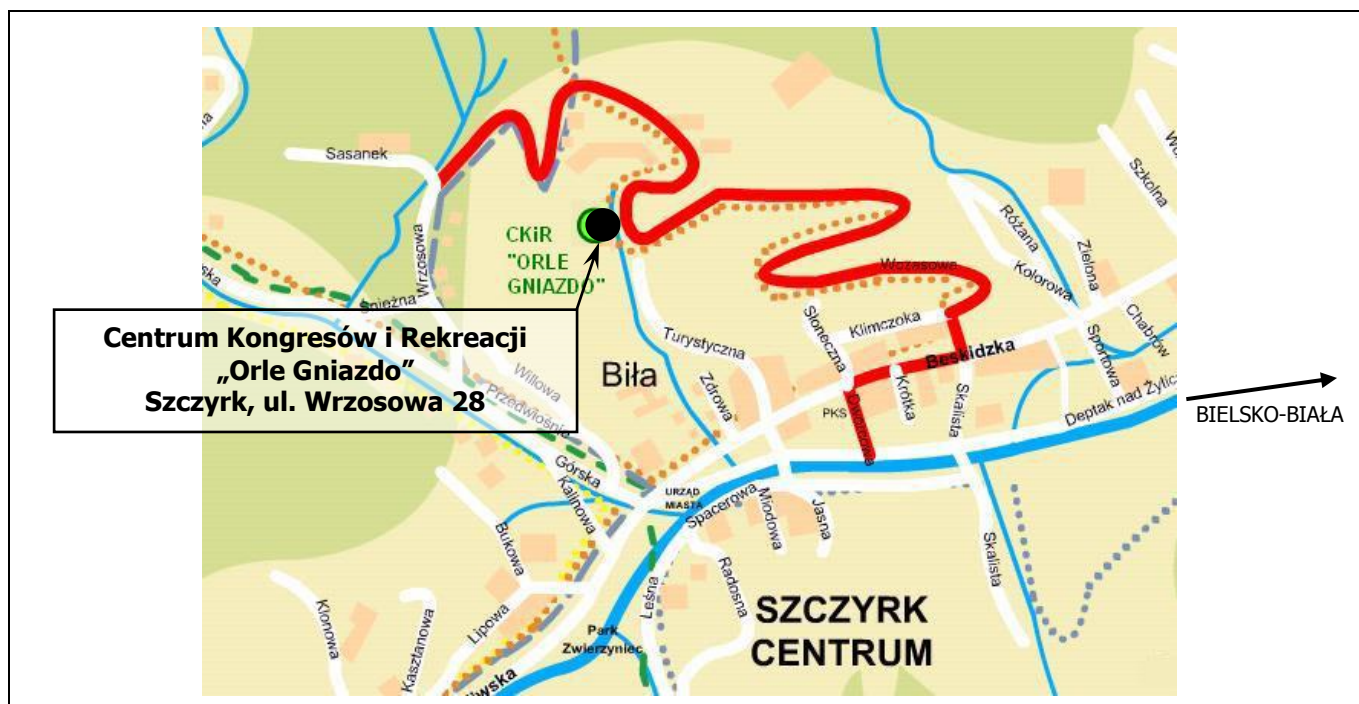 Sasanek
Wrzosowa
CKiR
"ORLE
GNIAZDO"
Śnieżna
Centrum Kongresów i Rekreacji
„Orle Gniazdo”
Szczyrk, ul. Wrzosowa 28
Willowa
Przedwiośnie
Górska
Kalinowa
Bukowa
Lipowa
Klonowa
Kasztanowa
Biła
Turystyczna
Zdrowa
Słoneczna
Klimczoka
Wczasowa
Beskidzka
Krótka
PKS
Dworcowa
Skalista
Różana
Kolorowa
Zielona
Szkolna
Chabrów
Sportowa
Deptak nad Żylic
BIELSKO-BIAŁA
URZĄD
MIASTA
Spacerowa
Miodowa
Jasna
Radosna
Leśna
Skalista
Park
Zwierzyniec
SZCZYRK
CENTRUM